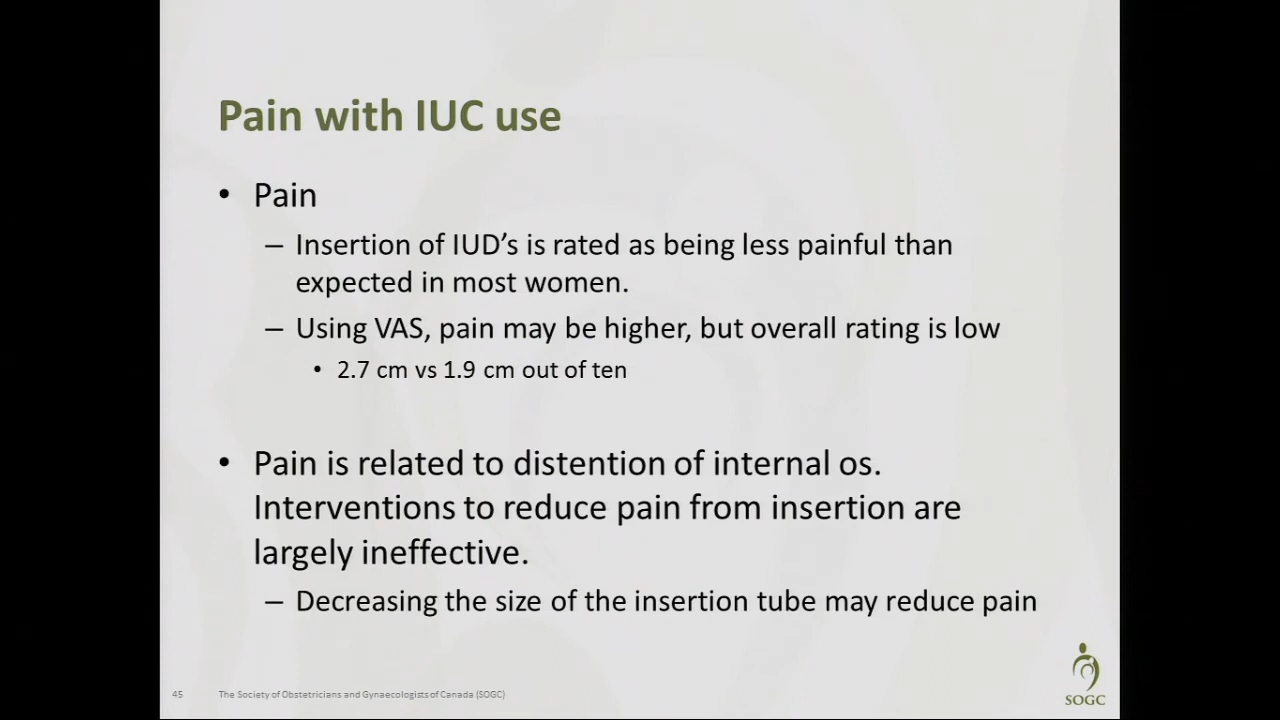 Pain with IUC use
• Pain
– Insertion of IUD’s is rated as being less painful than
expected in most women.
– Using VAS, pain may be higher, but overall rating is low
• 2.7 cm vs 1.9 cm out of ten
• Pain is related to distention of internal os.
Interventions to reduce pain from insertion are
largely ineffective.
– Decreasing the size of the insertion tube may reduce pain
SOGC
45 The Society of Obstetricians and Gynaecologists of Canada (SOGC)